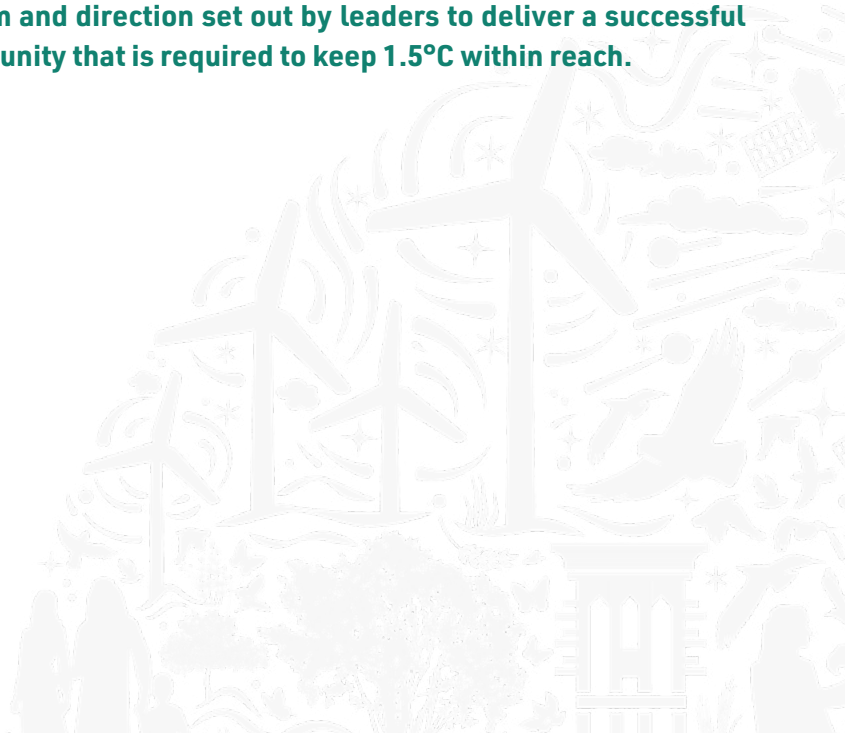 and direction set out by leaders to deliver a successful
unity that is required to keep 1.5°C within reach.